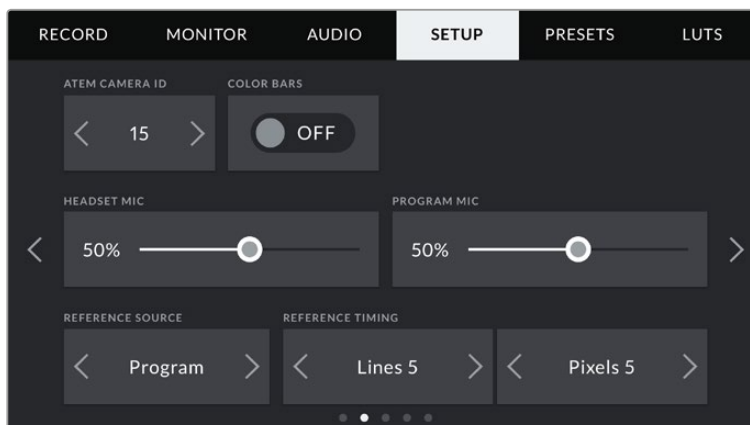 RECORD MONITOR AUDIO SETUP PRESETS LUTS
ATEM CAMERA ID COLOR BARS
15 OFF
HEADSET MIC PROGRAM MIC
50% 50%
REFERENCE SOURCE REFERENCE TIMING
Program Lines 5 Pixels 5